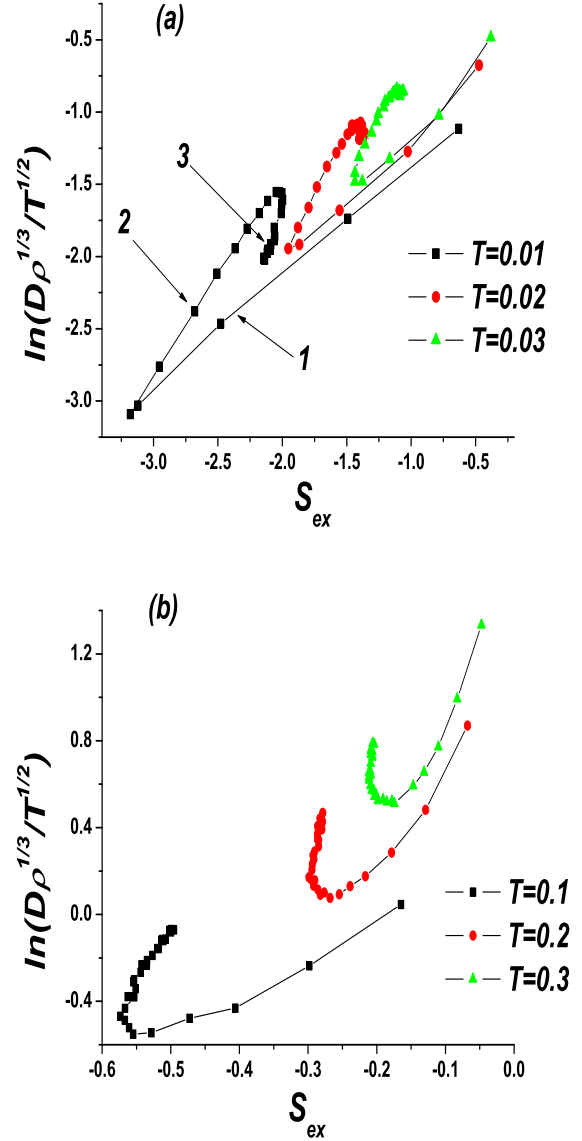 (a)
-0.5
-1.0
-1.5
-2.0
-2.5
-3.0
ln(Dρ^1/3/T^1/2)
3
2
1
T=0.01
T=0.02
T=0.03
-3.0 -2.5 -2.0 -1.5 -1.0 -0.5
S_ex
(b)
1.2
0.8
0.4
0.0
-0.4
ln(Dρ^1/3/T^1/2)
T=0.1
T=0.2
T=0.3
-0.6 -0.5 -0.4 -0.3 -0.2 -0.1 0.0
S_ex